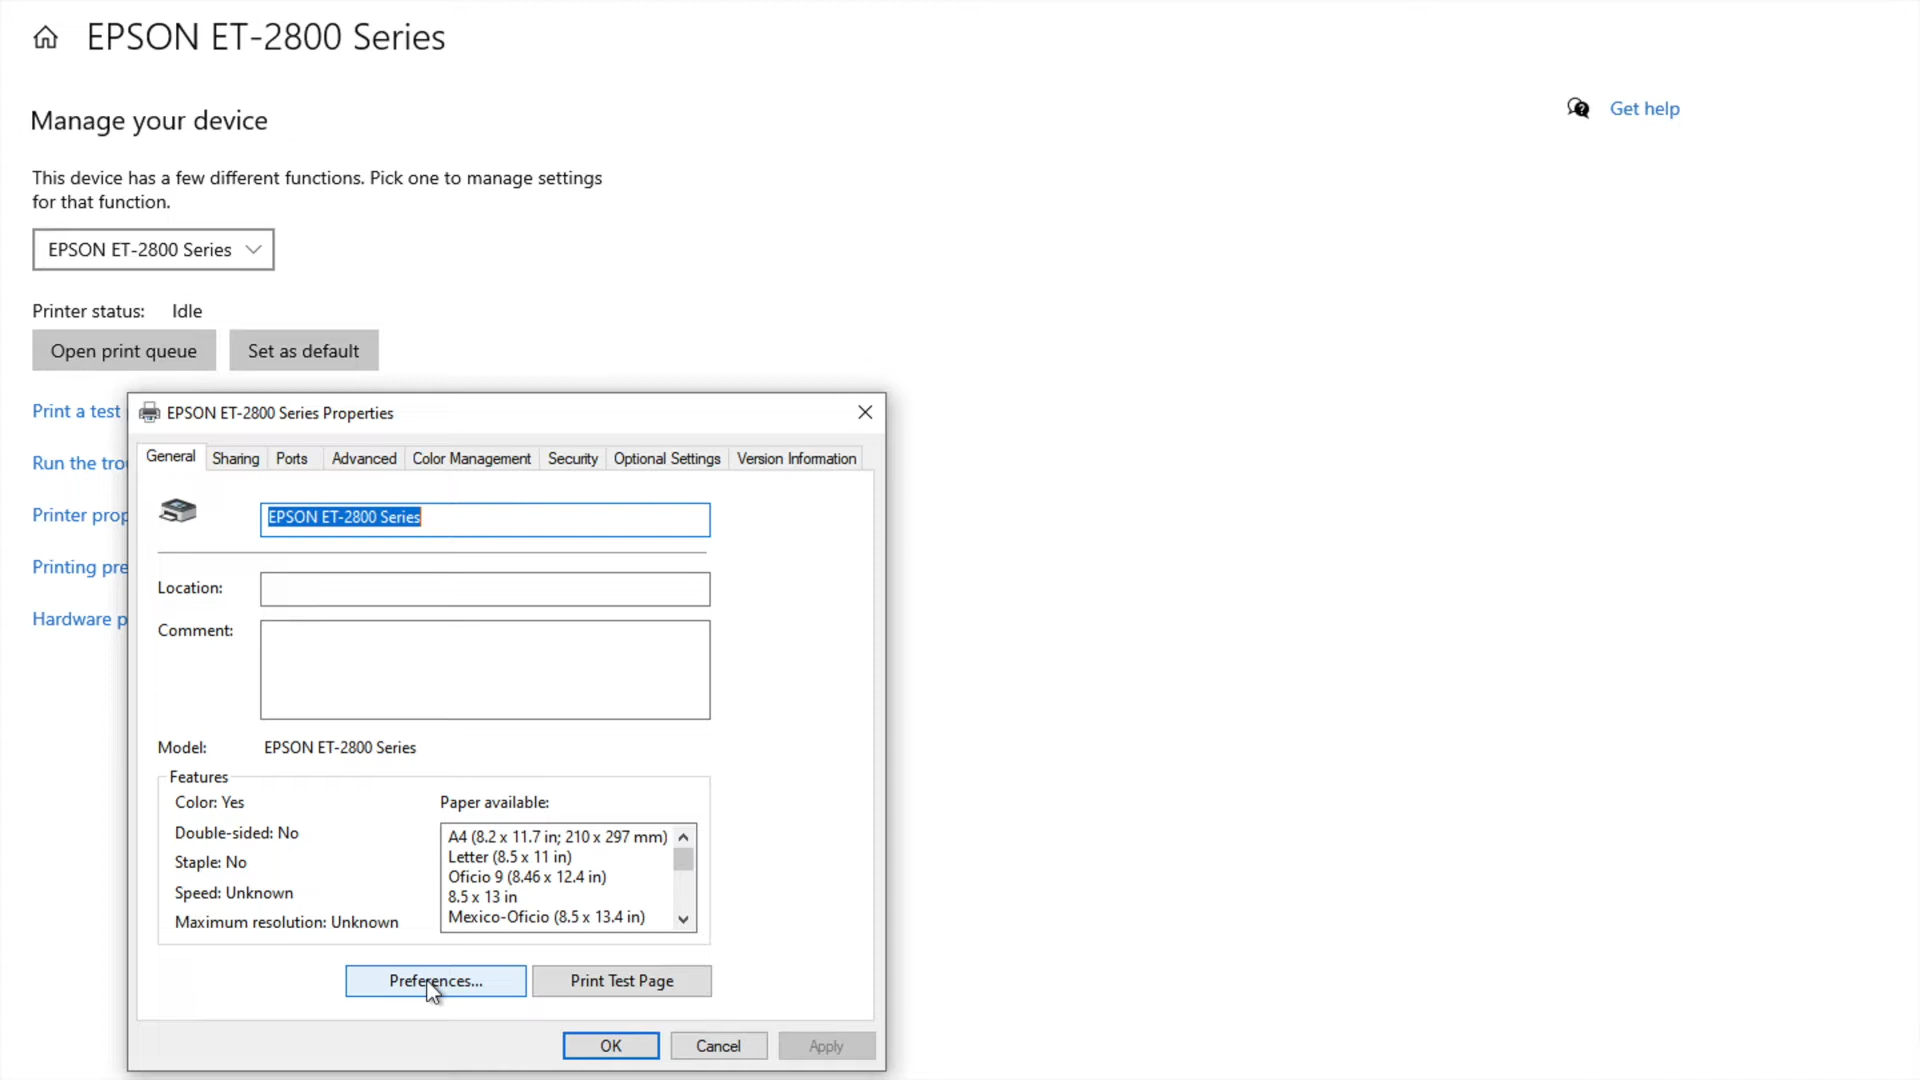 EPSON ET-2800 Series
Manage your device
Get help
This device has a few different functions. Pick one to manage settings
for that function.
EPSON ET-2800 Series
Printer status: Idle
Open print queue
Set as default
Print a test
Run the tro
Printer prop
Printing pre
Hardware p
EPSON ET-2800 Series Properties
General Sharing Ports Advanced Color Management Security Optional Settings Version Information
EPSON ET-2800 Series
Location:
Comment:
Model: EPSON ET-2800 Series
Features
Color: Yes
Double-sided: No
Staple: No
Speed: Unknown
Maximum resolution: Unknown
Paper available:
A4 (8.2 x 11.7 in; 210 x 297 mm)
Letter (8.5 x 11 in)
Oficio 9 (8.46 x 12.4 in)
8.5 x 13 in
Mexico-Oficio (8.5 x 13.4 in)
Preferences...
Print Test Page
OK
Cancel
Apply